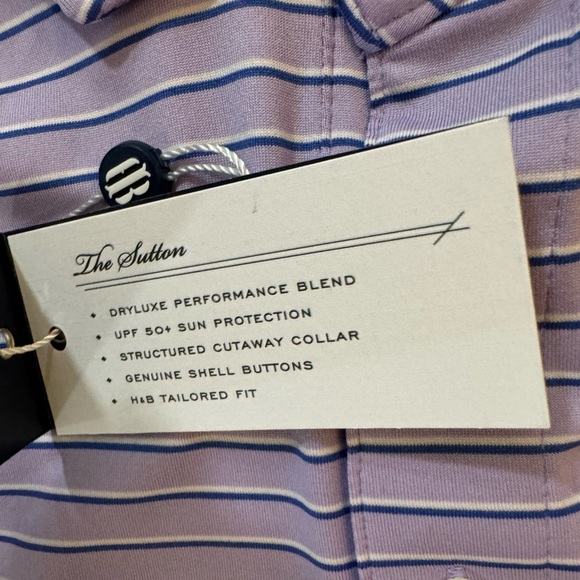 The Sutton
DRYLUXE PERFORMANCE BLEND
UPF 50+ SUN PROTECTION
STRUCTURED CUTAWAY COLLAR
GENUINE SHELL BUTTONS
H&B TAILORED FIT